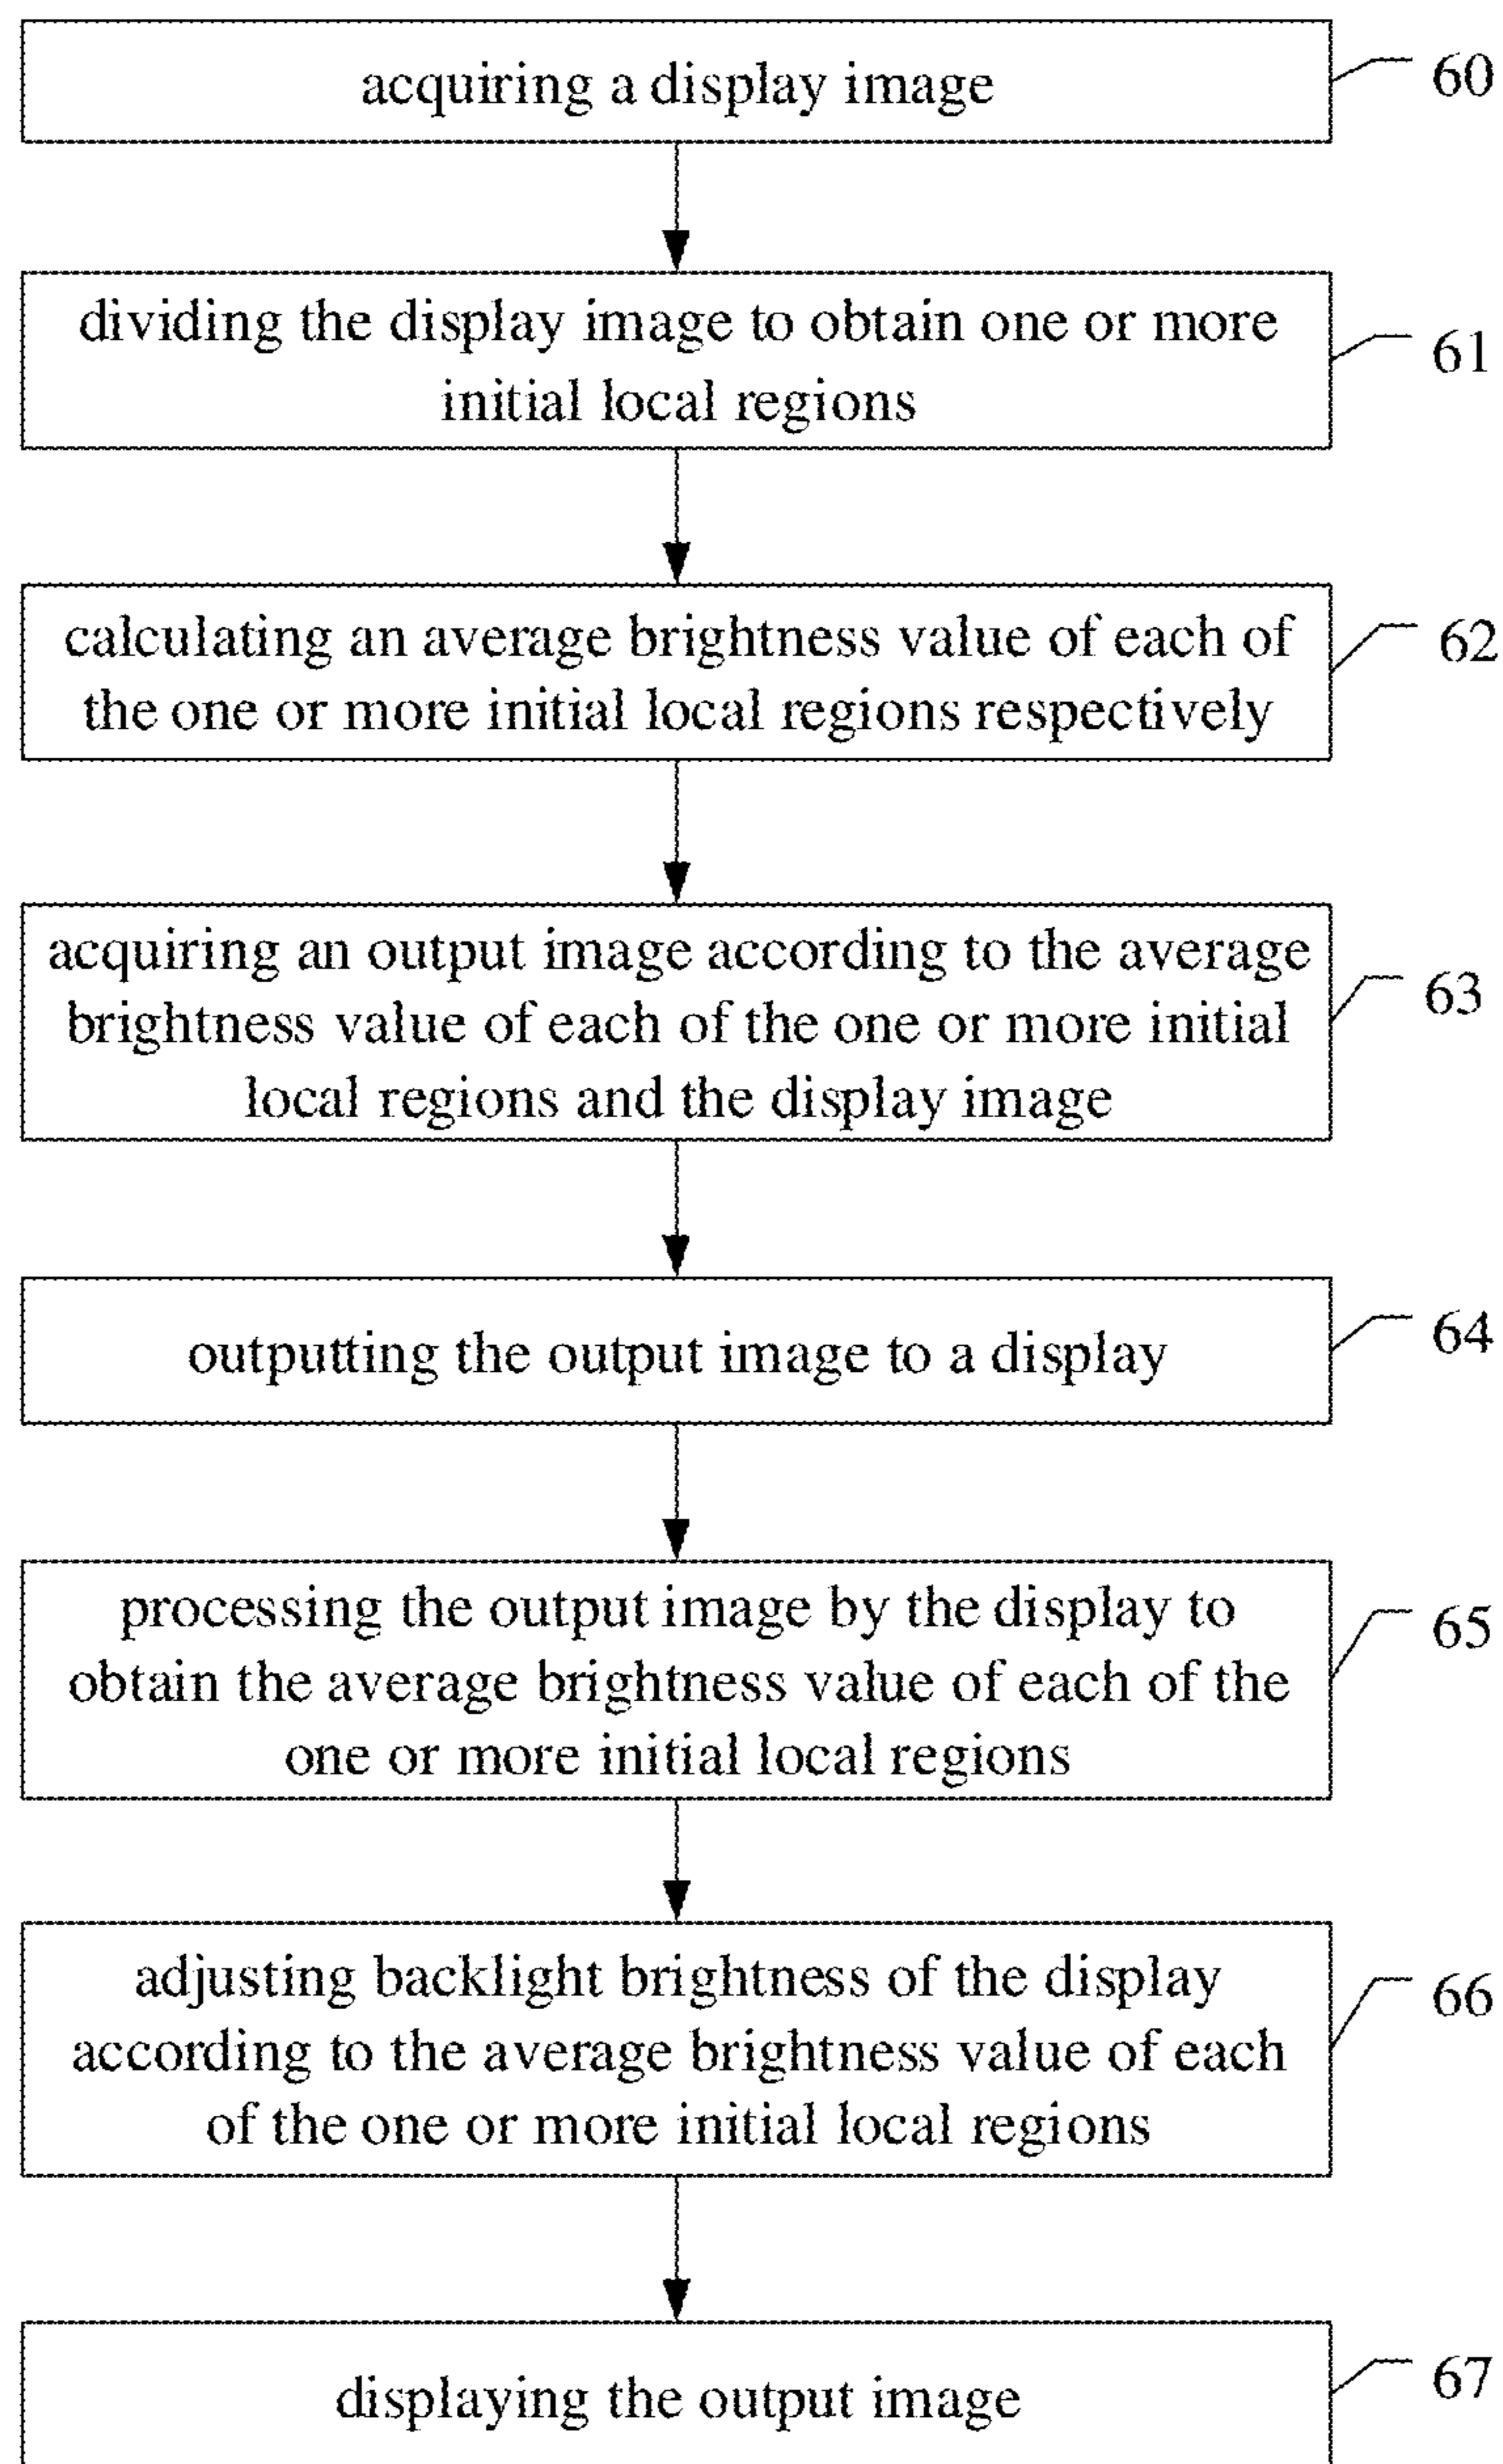 acquiring a display image
60
dividing the display image to obtain one or more
initial local regions
61
calculating an average brightness value of each of
the one or more initial local regions respectively
62
acquiring an output image according to the average
brightness value of each of the one or more initial
local regions and the display image
63
outputting the output image to a display
64
processing the output image by the display to
obtain the average brightness value of each of the
one or more initial local regions
65
adjusting backlight brightness of the display
according to the average brightness value of each
of the one or more initial local regions
66
displaying the output image
67